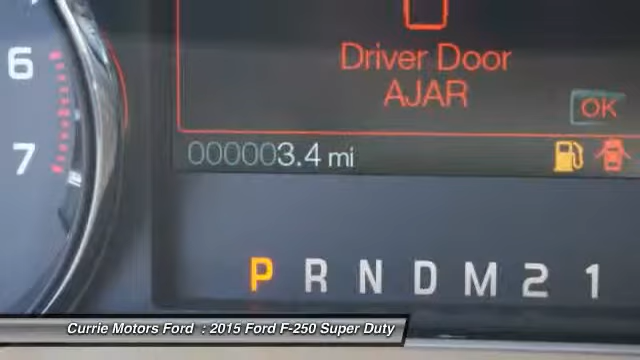 6
7
Driver Door
AJAR
OK
000003.4 mi
P R N D M 2 1
Currie Motors Ford : 2015 Ford F-250 Super Duty